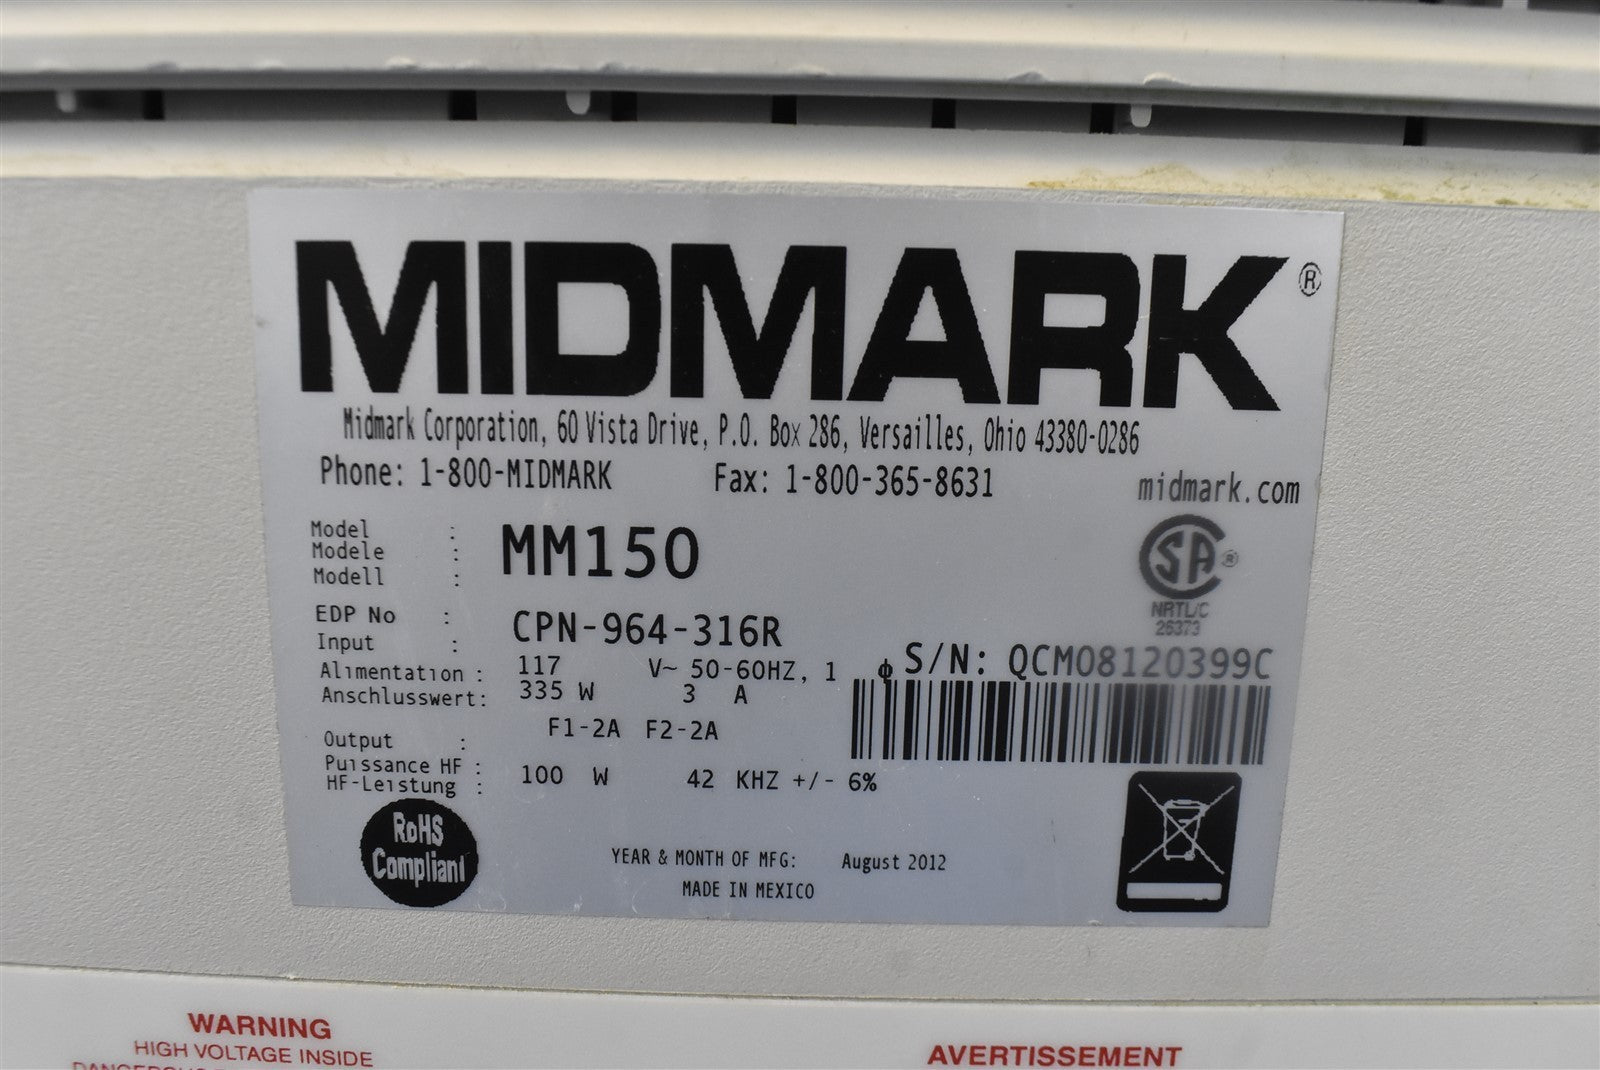 MIDMARK®
Midmark Corporation, 60 Vista Drive, P.O. Box 286, Versailles, Ohio 43380-0286
Phone: 1-800-MIDMARK Fax: 1-800-365-8631 midmark.com
Model :
Modele : MM150
Modell :
EDP No : CPN-964-316R
Input :
Alimentation : 117 V~ 50-60HZ, 1 ϕ
Anschlusswert: 335 W 3 A
F1-2A F2-2A
Output :
Puissance HF :
HF-Leistung : 100 W 42 KHZ +/- 6%
SA ®
NRTL/C
26373
S/N: QCM08120399C
RoHS
Compliant
YEAR & MONTH OF MFG: August 2012
MADE IN MEXICO
WARNING
HIGH VOLTAGE INSIDE
AVERTISSEMENT